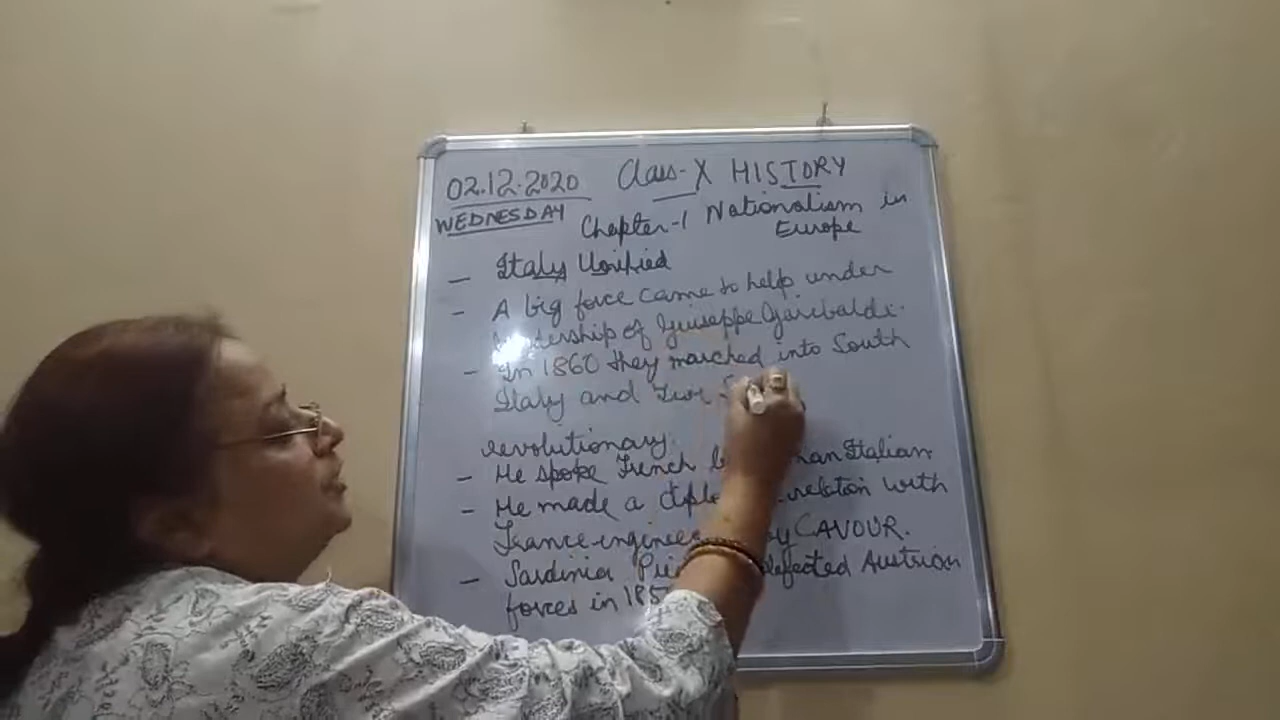 02.12.2020 Class-X HISTORY
WEDNESDAY Chapter-1 Nationalism in
Europe
- Italy Unified
- A big force came to help under
leadership of Giuseppe Garibaldi.
- In 1860 they marched into South
Italy and
revolutionary.
- He spoke French Italian
- He made a relation with
France CAVOUR.
- Sardinia defeated Austrian
forces in